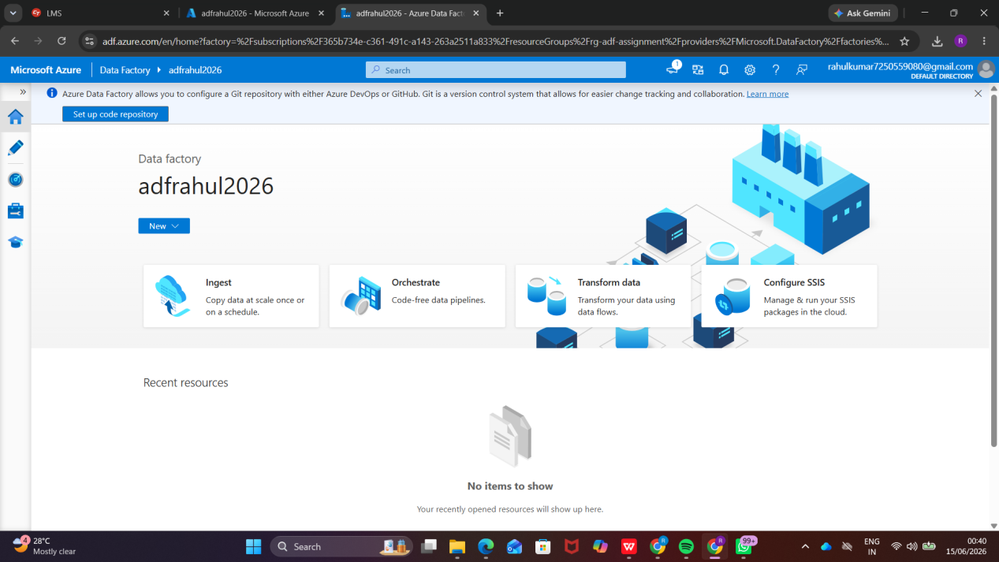 LMS
adfrahul2026 - Microsoft Azure
adfrahul2026 - Azure Data Fact
Ask Gemini
adf.azure.com/en/home?factory=%2Fsubscriptions%2F365b734e-c361-491c-a143-263a2511a833%2FresourceGroups%2Frg-adf-assignment%2Fproviders%2FMicrosoft.DataFactory%2Ffactories%...
R
Microsoft Azure
Data Factory
adfrahul2026
Search
1
rahulkumar7250559080@gmail.com
DEFAULT DIRECTORY
Azure Data Factory allows you to configure a Git repository with either Azure DevOps or GitHub. Git is a version control system that allows for easier change tracking and collaboration. Learn more
Set up code repository
Data factory
adfrahul2026
New
Ingest
Copy data at scale once or
on a schedule.
Orchestrate
Code-free data pipelines.
Transform data
Transform your data using
data flows.
Configure SSIS
Manage & run your SSIS
packages in the cloud.
Recent resources
No items to show
Your recently opened resources will show up here.
4
28°C
Mostly clear
Search
99+
ENG
IN
00:40
15/06/2026